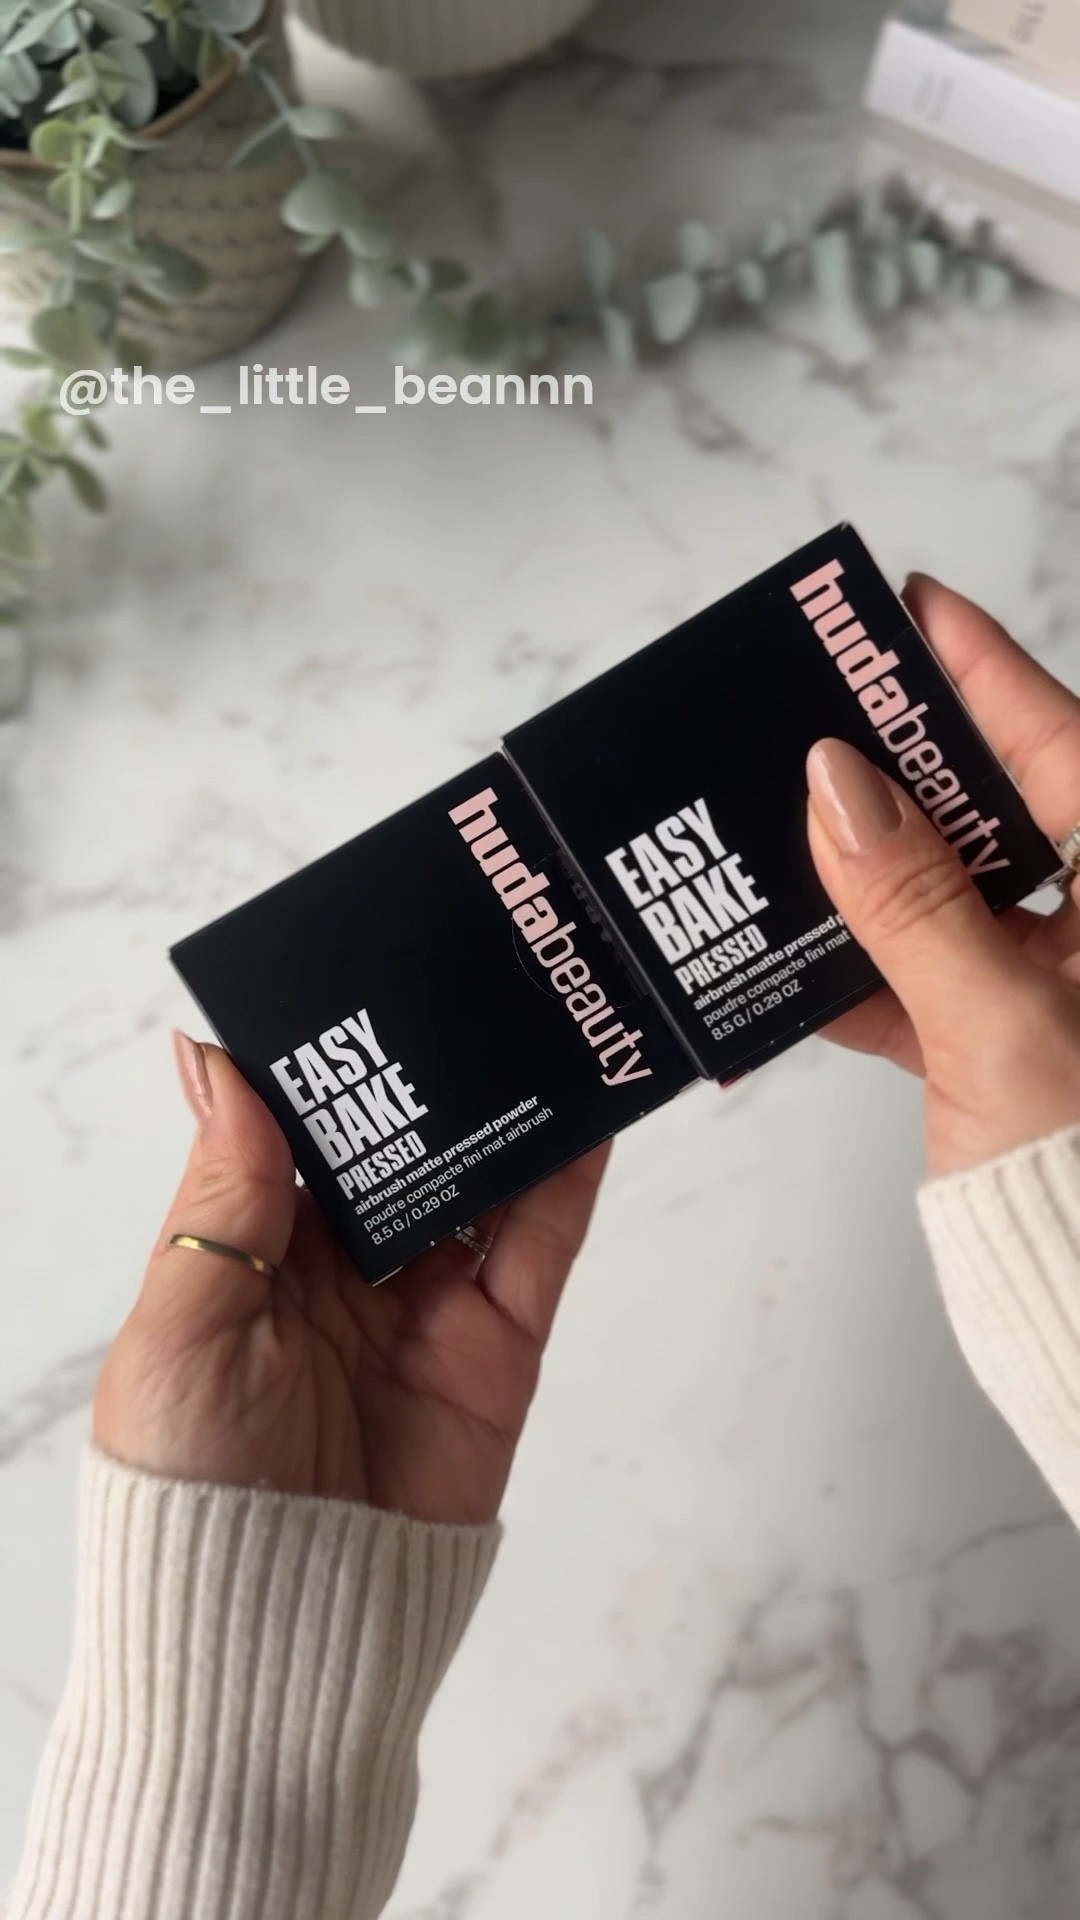 @the_little_beannn
hudabeauty
EASY
BAKE
PRESSED
airbrush matte pressed
poudre compacte fini mat
8.5 G / 0.29 OZ
hudabeauty
EASY
BAKE
PRESSED
airbrush matte pressed powder
poudre compacte fini mat airbrush
8.5 G / 0.29 OZ